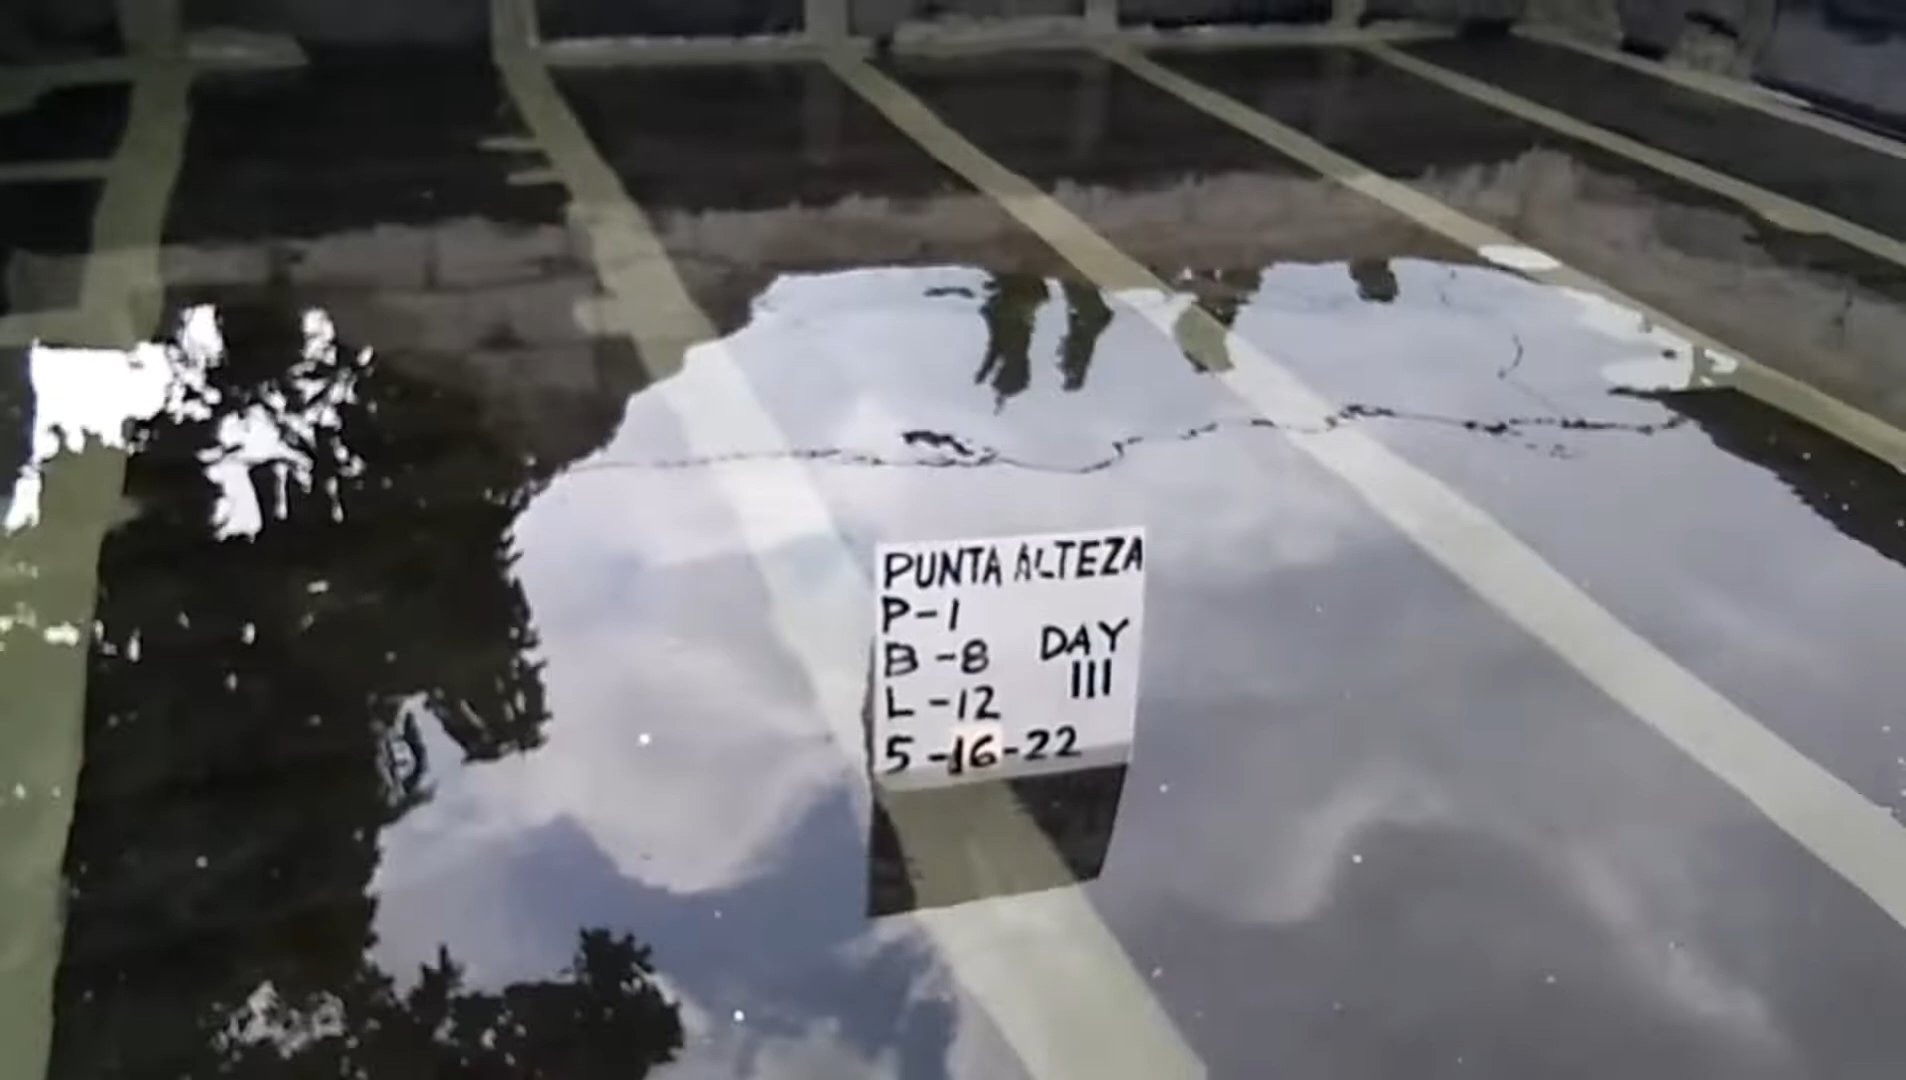 PUNTA ALTEZA
P-1
B-8 DAY
L-12 III
5-16-22